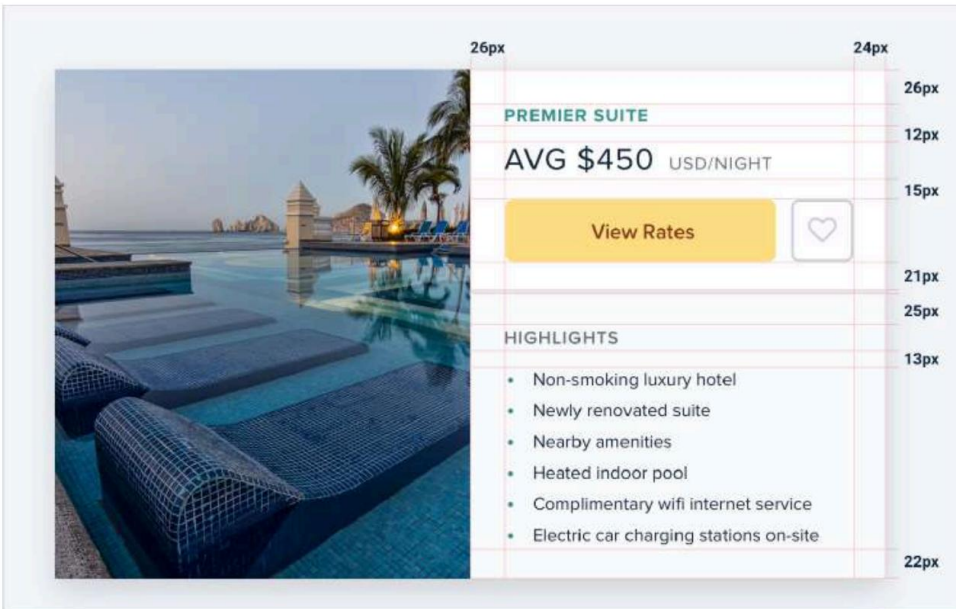 26px
24px
26px
PREMIER SUITE
12px
AVG $450 USD/NIGHT
15px
View Rates
21px
25px
HIGHLIGHTS
13px
• Non-smoking luxury hotel
• Newly renovated suite
• Nearby amenities
• Heated indoor pool
• Complimentary wifi internet service
• Electric car charging stations on-site
22px